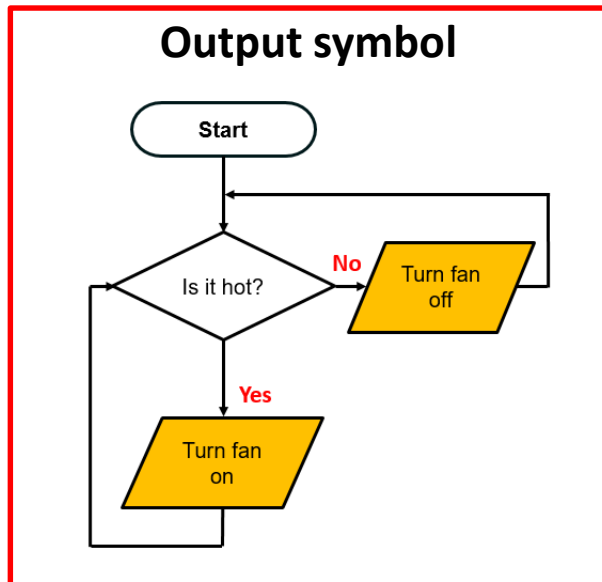 Output symbol
Start
Is it hot?
No
Turn fan
off
Yes
Turn fan
on